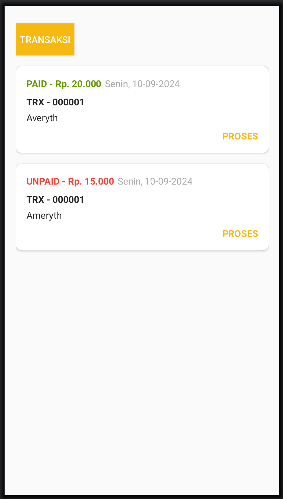 TRANSAKSI
PAID - Rp. 20.000 Senin, 10-09-2024
TRX - 000001
Averyth
PROSES
UNPAID - Rp. 15.000 Senin, 10-09-2024
TRX - 000001
Ameryth
PROSES